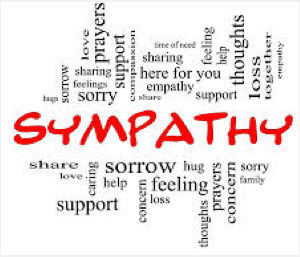 love
prayers
time of need
feeling
thoughts
sharing
help
empathy
sorrow
sharing
support
compassion
here for you
loss
together
feelings
empathy
hugs
sorry
share
support
SYMPATHY
share
sorrow
hug
sorry
love
caring
help
feeling
prayers
concern
family
support
concern
loss
thoughts